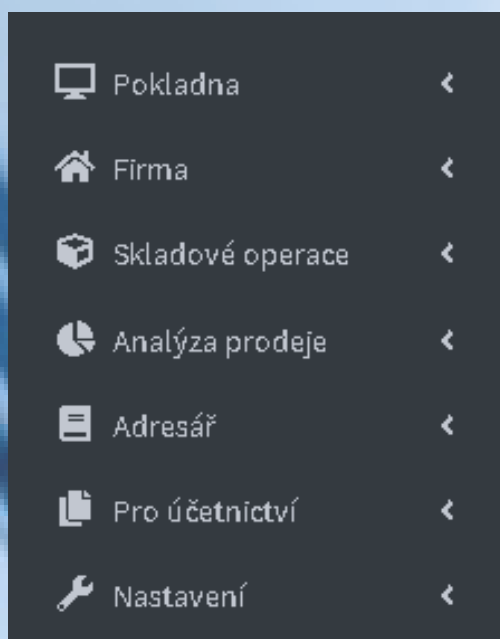 Pokladna
Firma
Skladové operace
Analýza prodeje
Adresář
Pro účetnictví
Nastavení